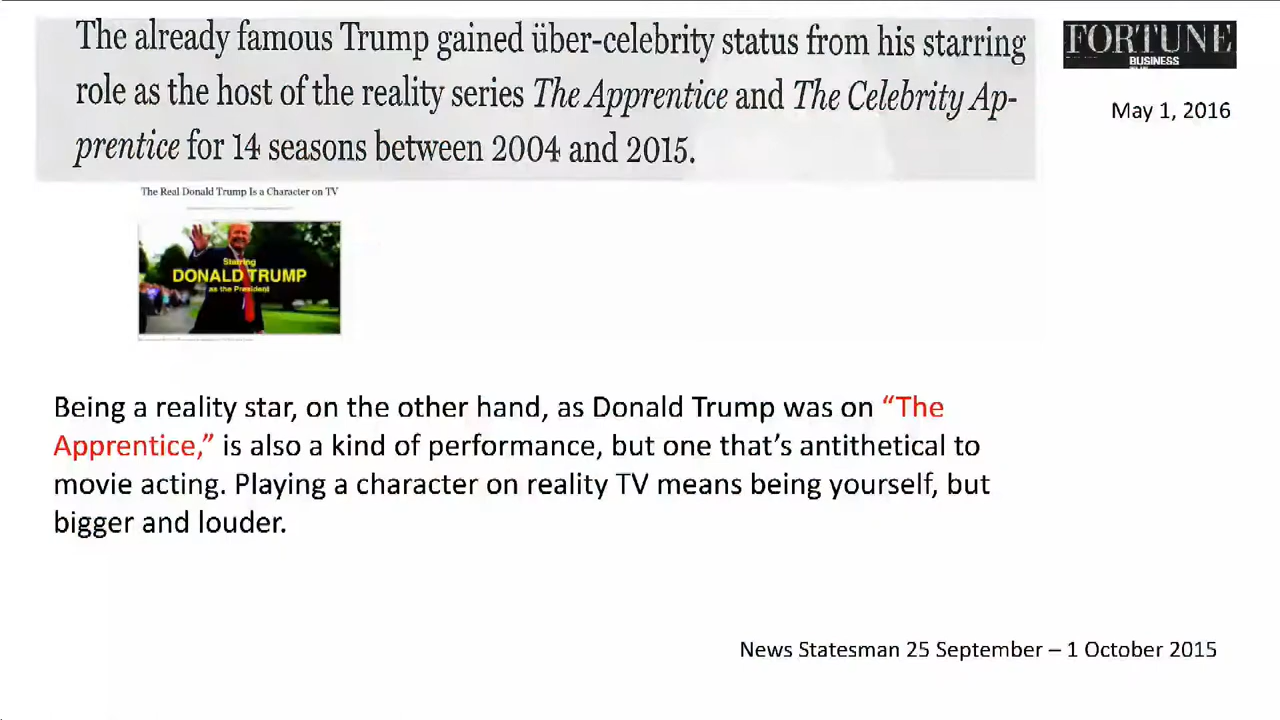 The already famous Trump gained über-celebrity status from his starring
role as the host of the reality series The Apprentice and The Celebrity Ap-
prentice for 14 seasons between 2004 and 2015.
FORTUNE
BUSINESS
May 1, 2016
The Real Donald Trump Is a Character on TV
Starring
DONALD TRUMP
as the President
Being a reality star, on the other hand, as Donald Trump was on “The
Apprentice,” is also a kind of performance, but one that’s antithetical to
movie acting. Playing a character on reality TV means being yourself, but
bigger and louder.
News Statesman 25 September – 1 October 2015